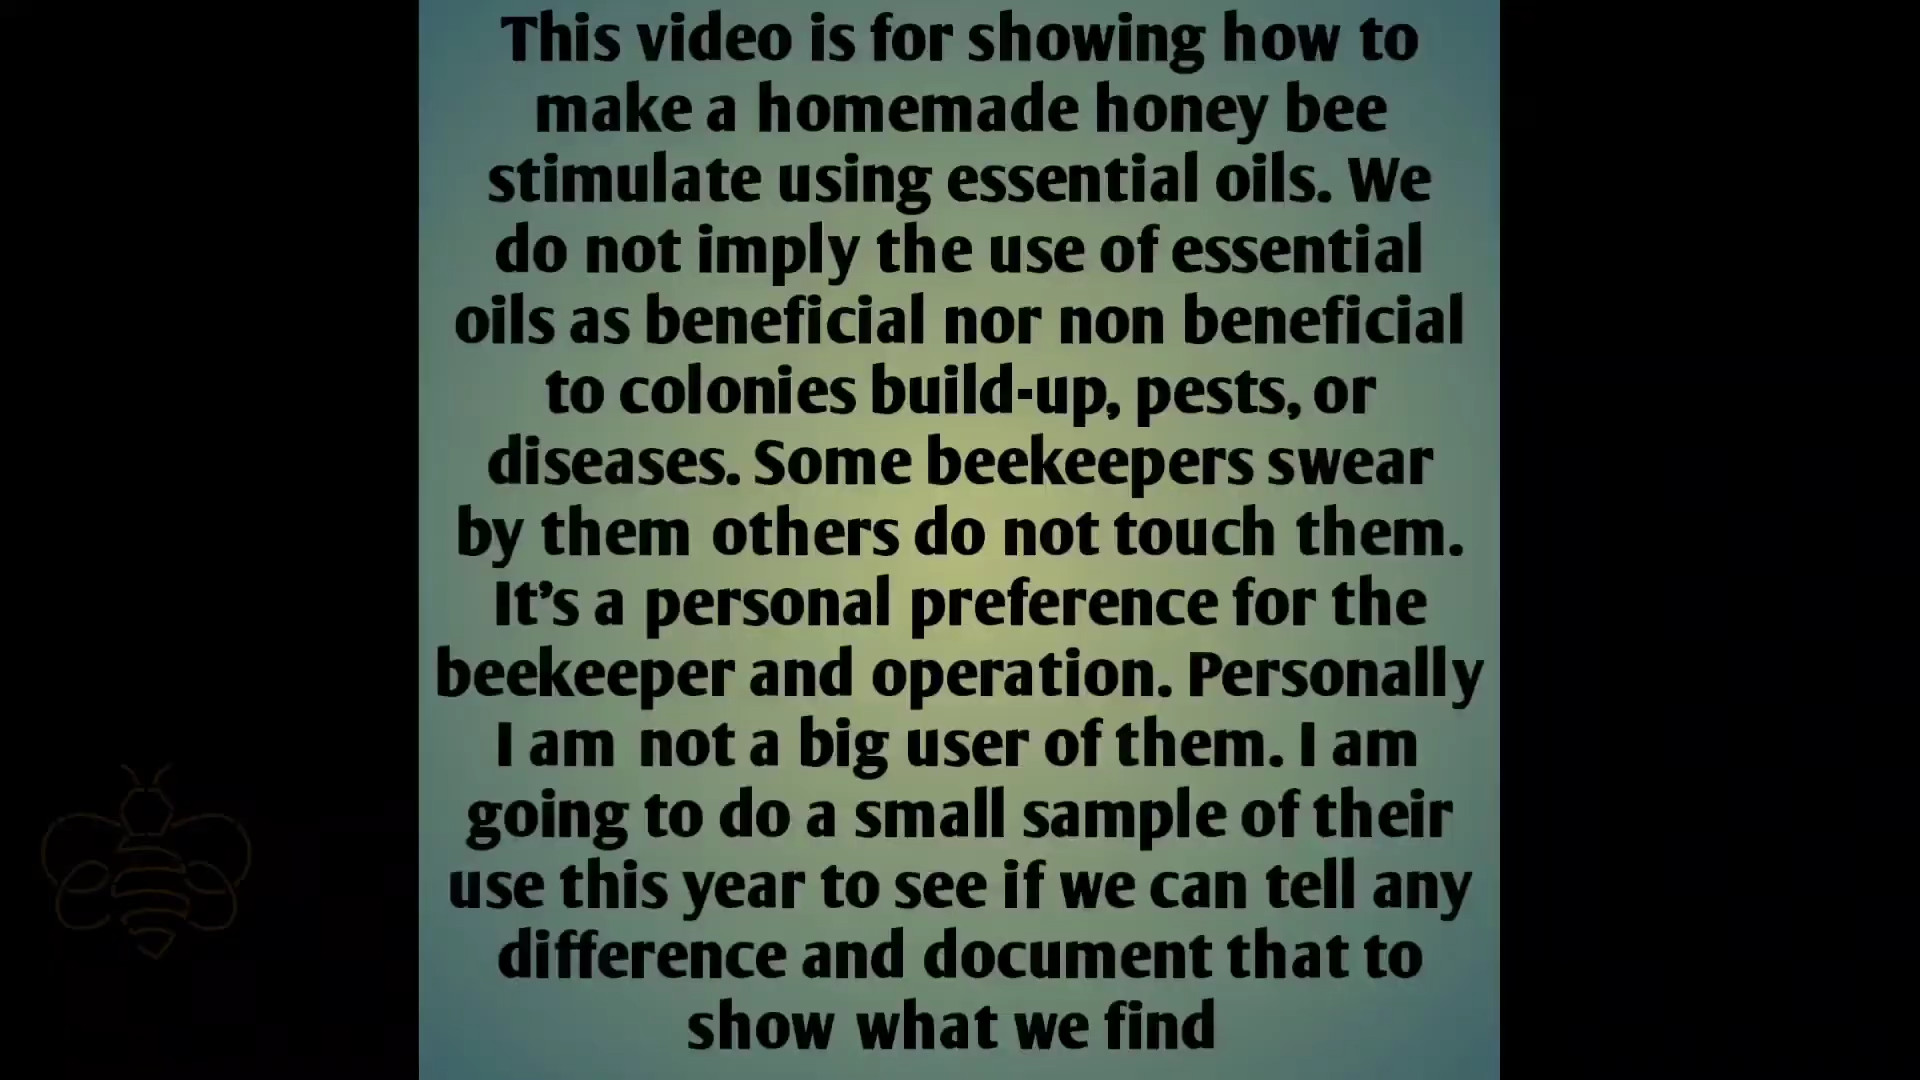 This video is for showing how to
make a homemade honey bee
stimulate using essential oils. We
do not imply the use of essential
oils as beneficial nor non beneficial
to colonies build-up, pests, or
diseases. Some beekeepers swear
by them others do not touch them.
It’s a personal preference for the
beekeeper and operation. Personally
I am not a big user of them. I am
going to do a small sample of their
use this year to see if we can tell any
difference and document that to
show what we find